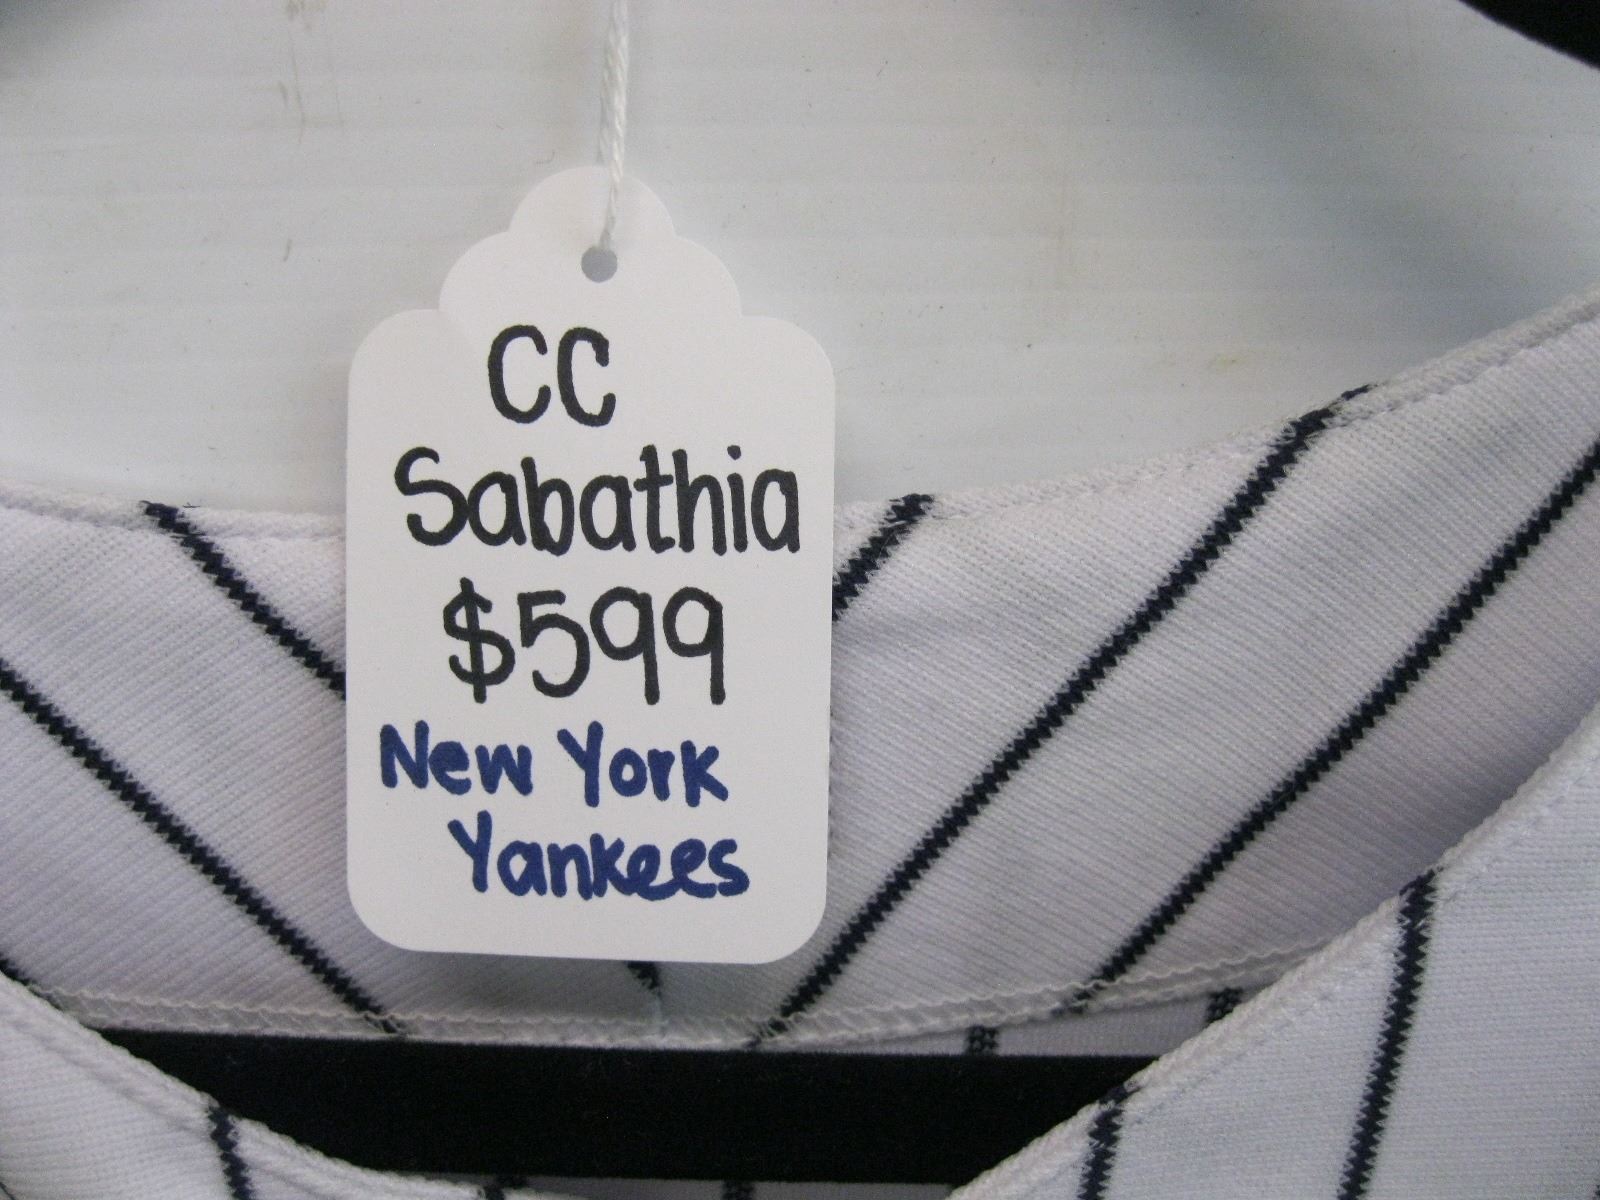 CC
Sabathia
$599
New York
Yankees